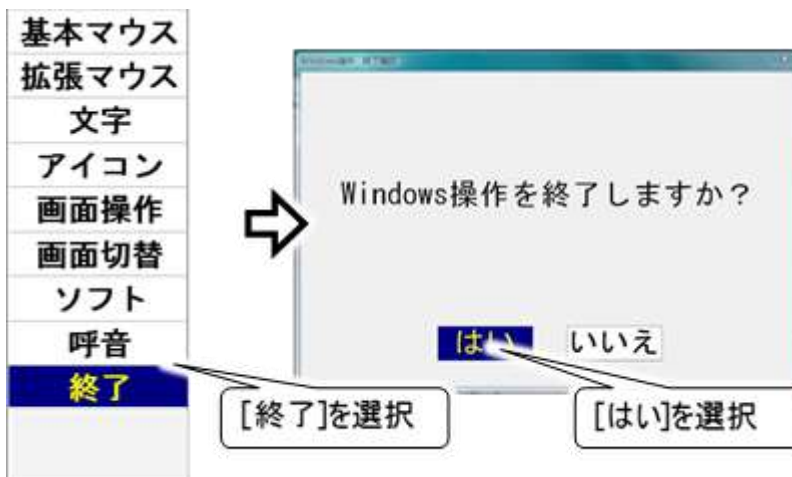 基本マウス
拡張マウス
文字
アイコン
画面操作
画面切替
ソフト
呼音
終了
Windows操作を終了しますか？
はい
いいえ
[終了]を選択
[はい]を選択